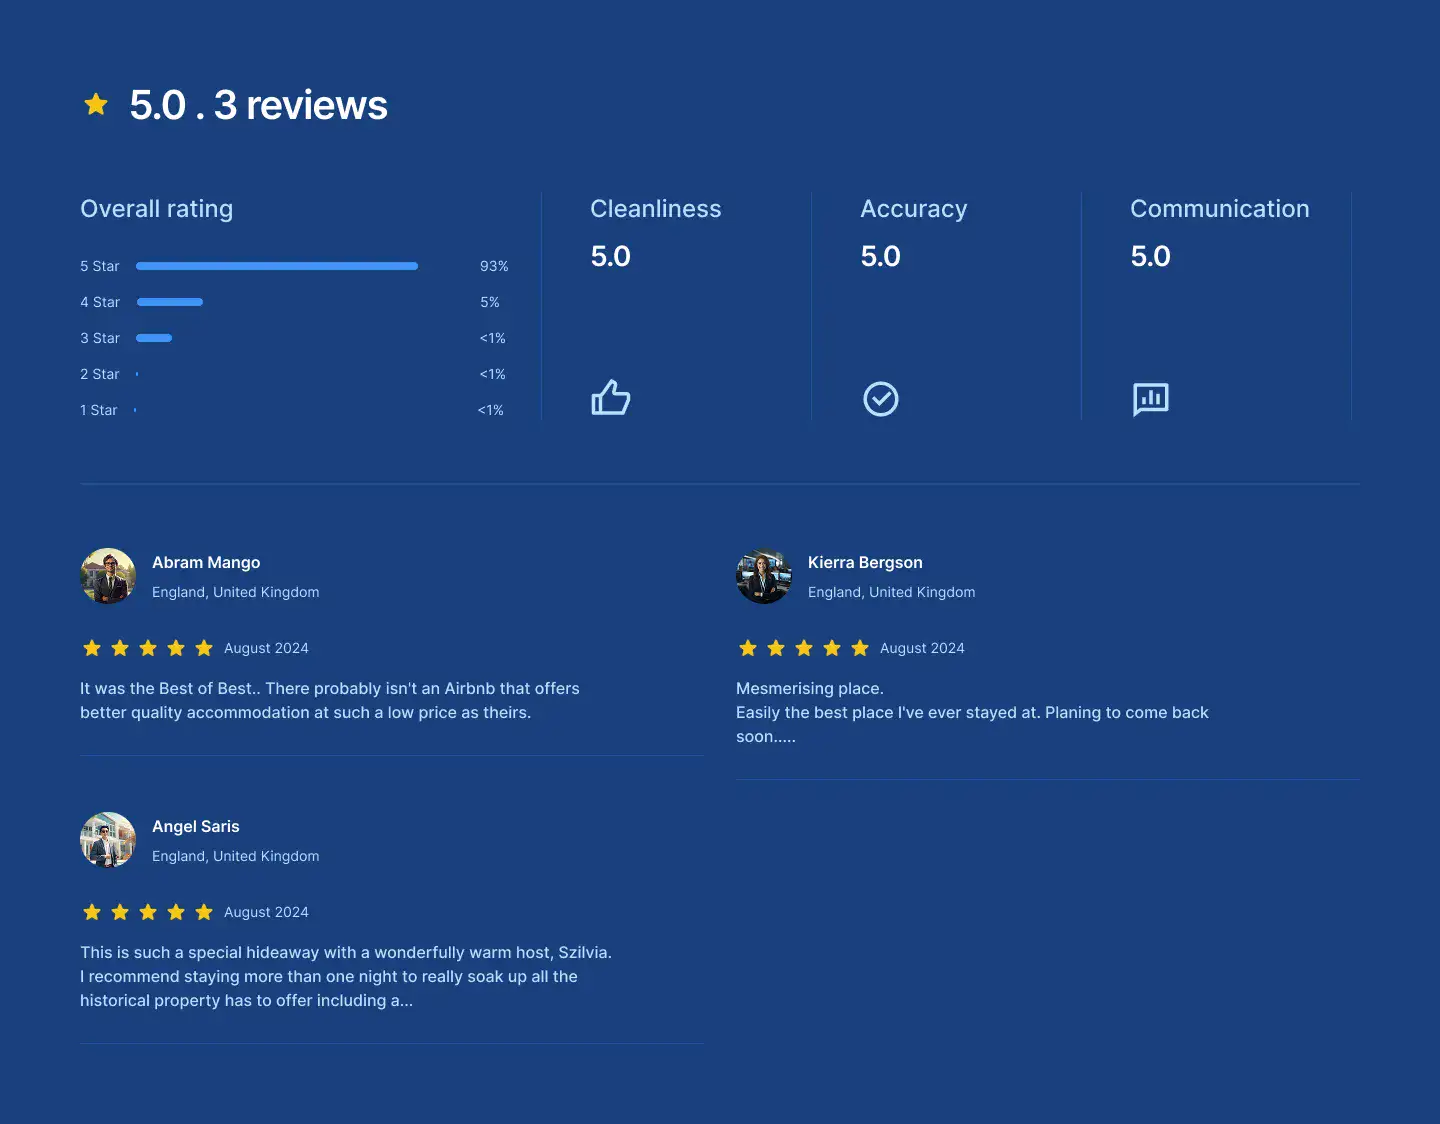 5.0 . 3 reviews
Overall rating
5 Star 93%
4 Star 5%
3 Star <1%
2 Star <1%
1 Star <1%
Cleanliness
5.0
Accuracy
5.0
Communication
5.0
Abram Mango
England, United Kingdom
August 2024
It was the Best of Best.. There probably isn't an Airbnb that offers
better quality accommodation at such a low price as theirs.
Kierra Bergson
England, United Kingdom
August 2024
Mesmerising place.
Easily the best place I've ever stayed at. Planing to come back
soon.....
Angel Saris
England, United Kingdom
August 2024
This is such a special hideaway with a wonderfully warm host, Szilvia.
I recommend staying more than one night to really soak up all the
historical property has to offer including a...